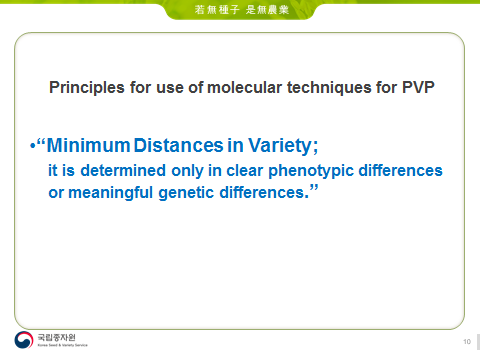 若無種子 是無農業
Principles for use of molecular techniques for PVP
•“Minimum Distances in Variety;
it is determined only in clear phenotypic differences
or meaningful genetic differences.”
국립종자원
Korea Seed & Variety Service
10